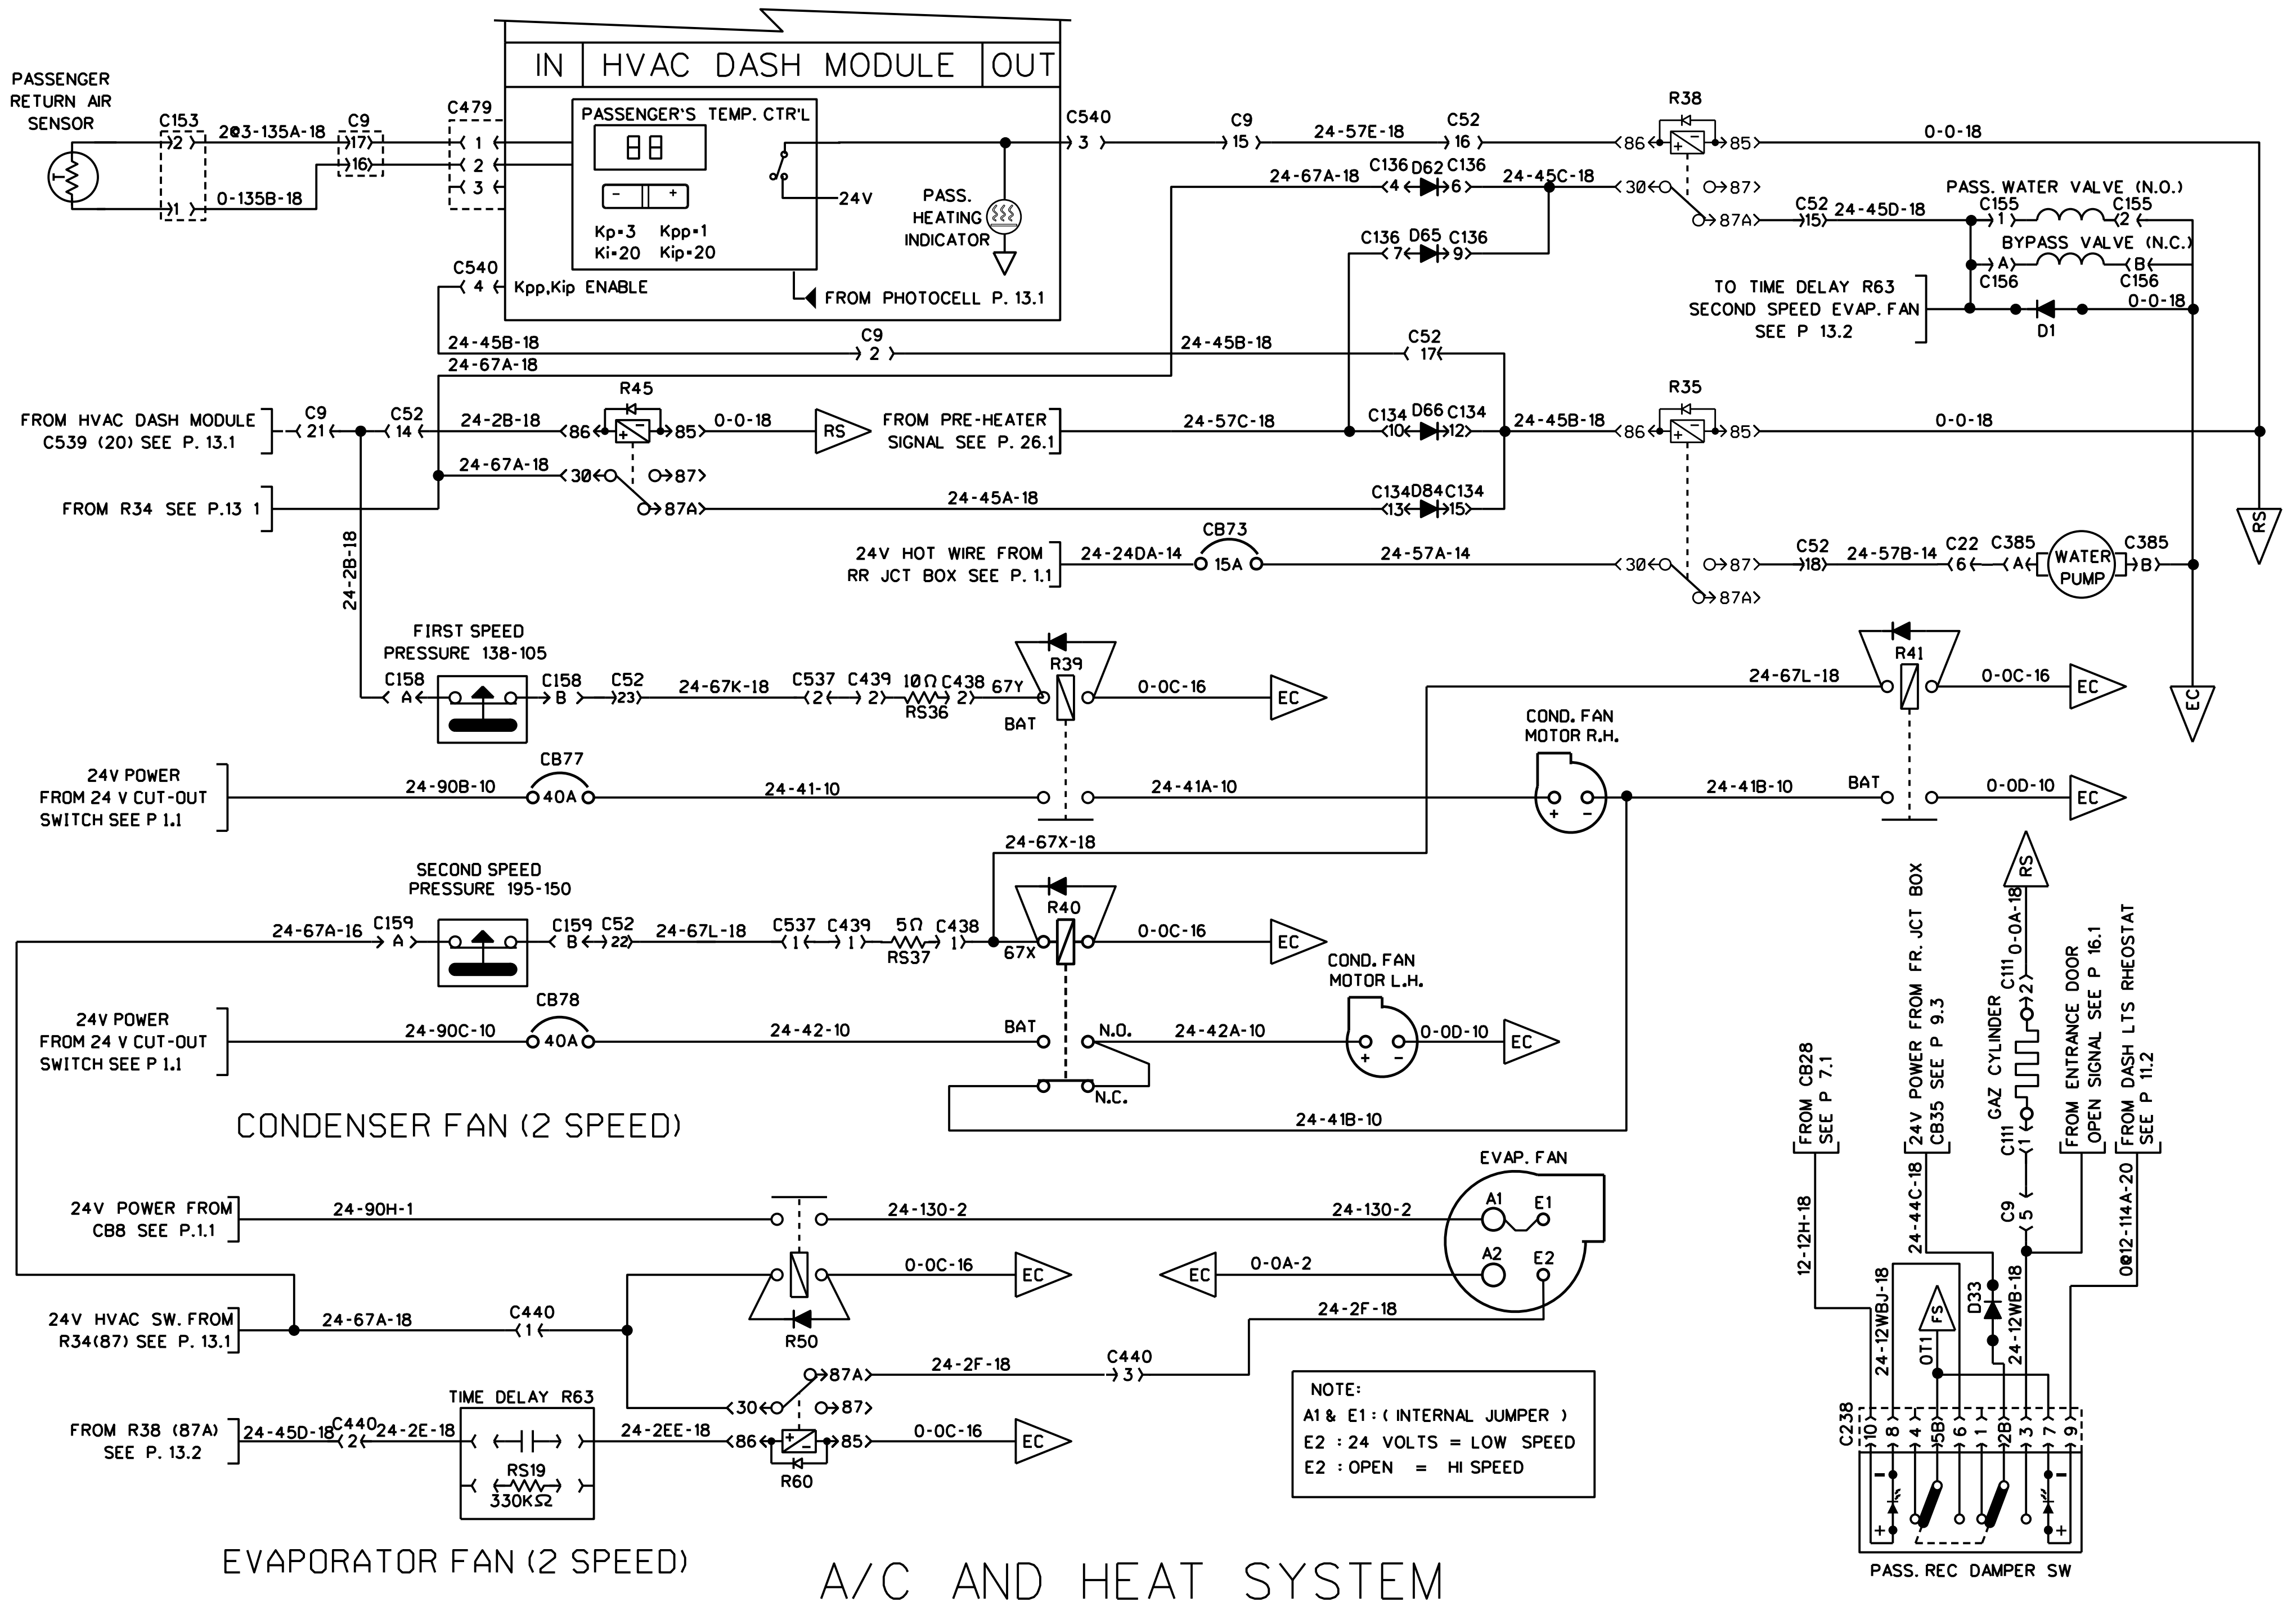 IN HVAC DASH MODULE OUT
PASSENGER
RETURN AIR
SENSOR
C153
2
1
2@3-135A-18
0-135B-18
C9
17
16
C479
1
2
3
PASSENGER'S TEMP. CTR'L
88
- +
Kp=3 Kpp=1
Ki=20 Kip=20
24V
PASS.
HEATING
INDICATOR
C540
3
C540
4
Kpp,Kip ENABLE
FROM PHOTOCELL P. 13.1
C9
15
24-57E-18
C52
16
R38
86
85
+ -
0-0-18
30
87
87A
24-67A-18
C136 D62 C136
4
6
24-45C-18
C136 D65 C136
7
9
PASS. WATER VALVE (N.O.)
C52
15
24-45D-18
C155
1
C155
2
BYPASS VALVE (N.C.)
A
B
C156
C156
0-0-18
D1
TO TIME DELAY R63
SECOND SPEED EVAP. FAN
SEE P 13.2
24-45B-18
C9
2
24-45B-18
C52
17
24-67A-18
FROM HVAC DASH MODULE
C539 (20) SEE P. 13.1
C9
21
C52
14
24-2B-18
R45
86
85
+ -
0-0-18
RS
24-67A-18
30
87
87A
24-45A-18
FROM R34 SEE P.13 1
24-2B-18
FROM PRE-HEATER
SIGNAL SEE P. 26.1
24-57C-18
C134 D66 C134
10
12
24-45B-18
C134 D84 C134
13
15
R35
86
85
+ -
0-0-18
RS
24V HOT WIRE FROM
RR JCT BOX SEE P. 1.1
24-24DA-14
CB73
15A
24-57A-14
30
87
87A
C52
18
24-57B-14
C22
6
C385
A
WATER
PUMP
C385
B
EC
FIRST SPEED
PRESSURE 138-105
C158
A
C158
B
C52
23
24-67K-18
C537
2
C439
2
10Ω
RS36
C438
2
67Y
R39
BAT
0-0C-16
EC
24-67L-18
R41
0-0C-16
EC
24V POWER
FROM 24 V CUT-OUT
SWITCH SEE P 1.1
24-90B-10
CB77
40A
24-41-10
24-41A-10
COND. FAN
MOTOR R.H.
+ -
24-41B-10
BAT
0-0D-10
EC
24-67X-18
SECOND SPEED
PRESSURE 195-150
24-67A-16
C159
A
C159
B
C52
22
24-67L-18
C537
1
C439
1
5Ω
RS37
C438
1
67X
R40
0-0C-16
EC
24V POWER
FROM 24 V CUT-OUT
SWITCH SEE P 1.1
24-90C-10
CB78
40A
24-42-10
BAT
N.O.
N.C.
24-42A-10
COND. FAN
MOTOR L.H.
+ -
0-0D-10
EC
24-41B-10
CONDENSER FAN (2 SPEED)
24V POWER FROM
CB8 SEE P.1.1
24-90H-1
24-130-2
24-130-2
EVAP. FAN
A1
E1
A2
E2
0-0C-16
EC
EC
0-0A-2
R50
24V HVAC SW. FROM
R34(87) SEE P. 13.1
24-67A-18
C440
1
24-2F-18
87A
24-2F-18
C440
3
30
87
TIME DELAY R63
FROM R38 (87A)
SEE P. 13.2
24-45D-18
C440
2
24-2E-18
RS19
330KΩ
24-2EE-18
86
85
+ -
R60
0-0C-16
EC
NOTE:
A1 & E1 : ( INTERNAL JUMPER )
E2 : 24 VOLTS = LOW SPEED
E2 : OPEN = HI SPEED
EVAPORATOR FAN (2 SPEED)
A/C AND HEAT SYSTEM
FROM CB28
SEE P 7.1
12-12H-18
24V POWER FROM FR. JCT BOX
CB35 SEE P 9.3
24-44C-18
RS
0-0A-18
C111
2
GAZ CYLINDER
C111
1
C9
5
FROM ENTRANCE DOOR
OPEN SIGNAL SEE P 16.1
FROM DASH LTS RHEOSTAT
SEE P 11.2
0@12-114A-20
24-12WBJ-18
FS
0T1
D33
24-12WB-18
C238
10 8 4 5B 6 1 2B 3 7 9
- -
+ +
PASS. REC DAMPER SW